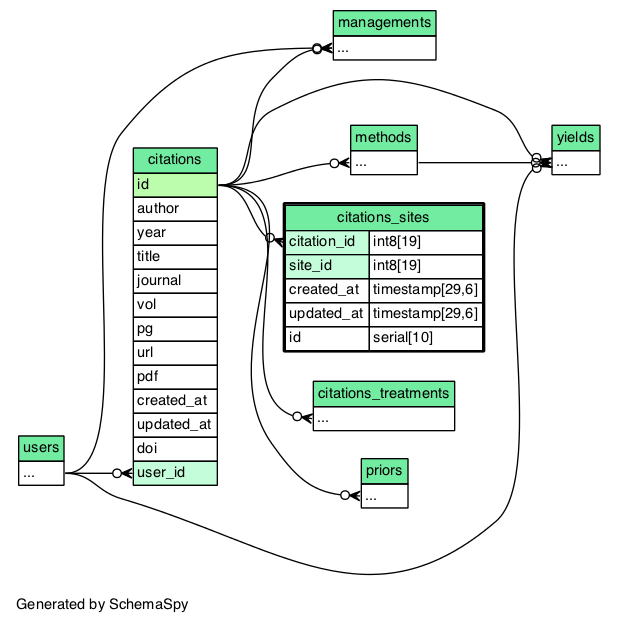 managements
...
methods
...
yields
...
citations
id
author
year
title
journal
vol
pg
url
pdf
created_at
updated_at
doi
user_id
citations_sites
citation_id int8[19]
site_id int8[19]
created_at timestamp[29,6]
updated_at timestamp[29,6]
id serial[10]
citations_treatments
...
users
...
priors
...
Generated by SchemaSpy